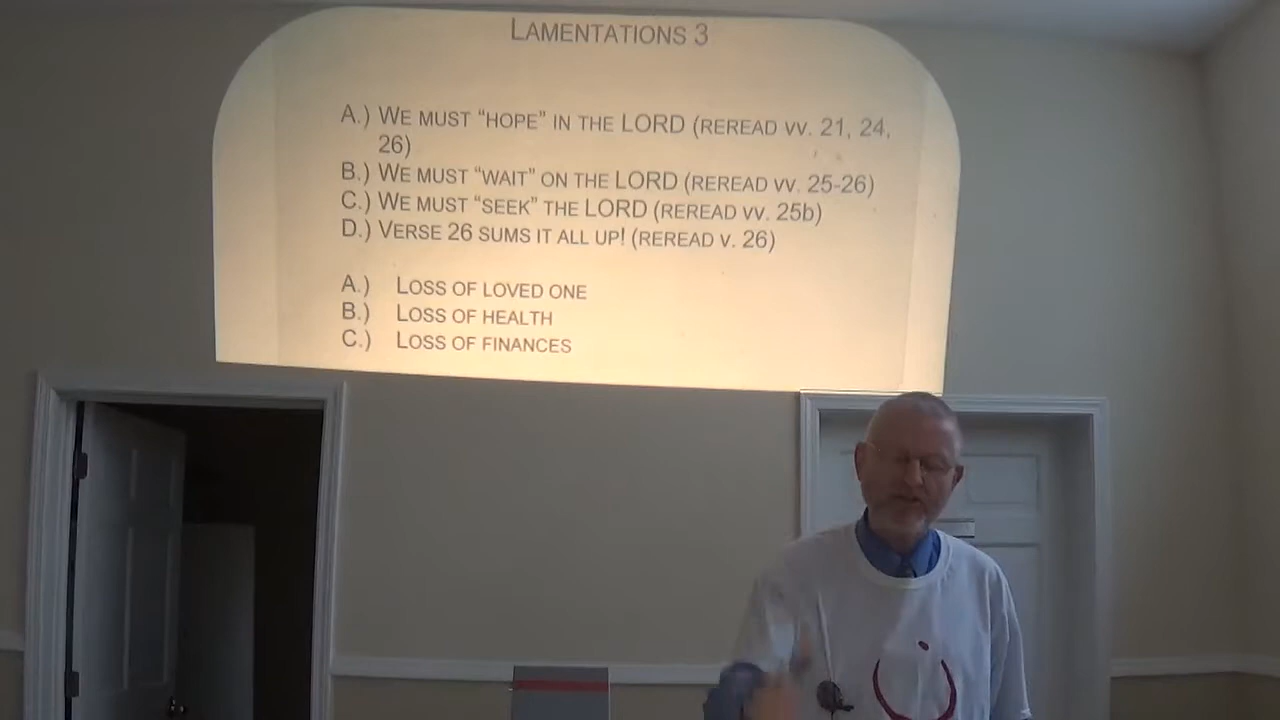 LAMENTATIONS 3
A.) WE MUST “HOPE” IN THE LORD (REREAD VV. 21, 24,
26)
B.) WE MUST “WAIT” ON THE LORD (REREAD VV. 25-26)
C.) WE MUST “SEEK” THE LORD (REREAD VV. 25b)
D.) VERSE 26 SUMS IT ALL UP! (REREAD V. 26)
A.) LOSS OF LOVED ONE
B.) LOSS OF HEALTH
C.) LOSS OF FINANCES